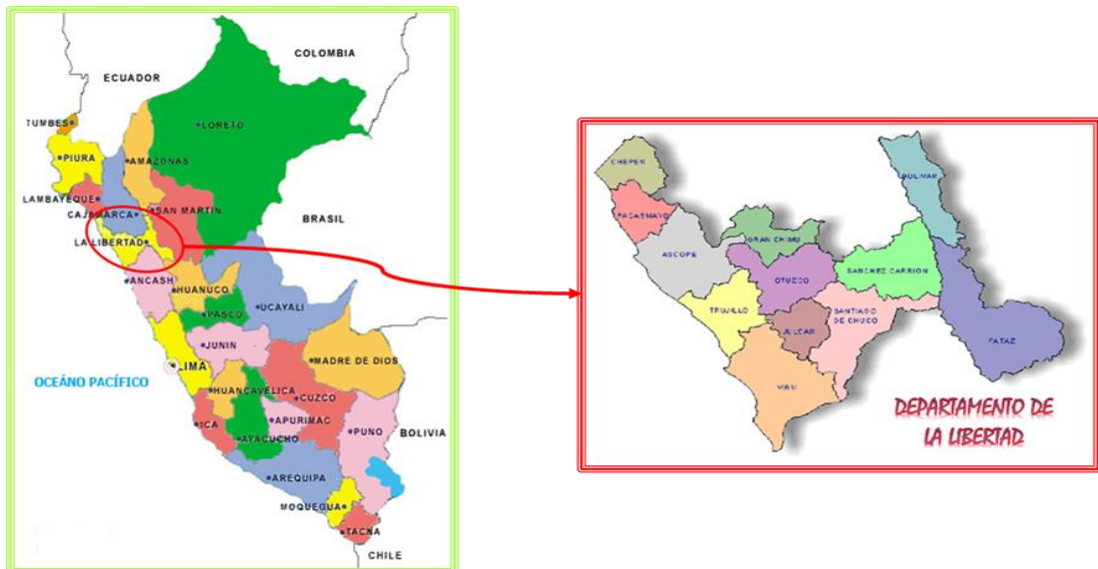 COLOMBIA
ECUADOR
TUMBES
LORETO
PIURA
AMAZONAS
LAMBAYEQUE
SAN MARTIN
CAJAMARCA
BRASIL
LA LIBERTAD
ANCASH
HUANUCO
UCAYALI
PASCO
JUNIN
MADRE DE DIOS
LIMA
OCEÁNO PACÍFICO
HUANCAVELICA
CUZCO
ICA
APURIMAC
PUNO
BOLIVIA
AYACUCHO
AREQUIPA
MOQUEGUA
TACNA
CHILE
CHEPEN
BOLIVAR
PACASMAYO
GRAN CHIMU
ASCOPE
SANCHEZ CARRION
OTUZCO
TRUJILLO
SANTIAGO
DE CHUCO
JULCAN
PATAZ
VIRU
DEPARTAMENTO DE
LA LIBERTAD